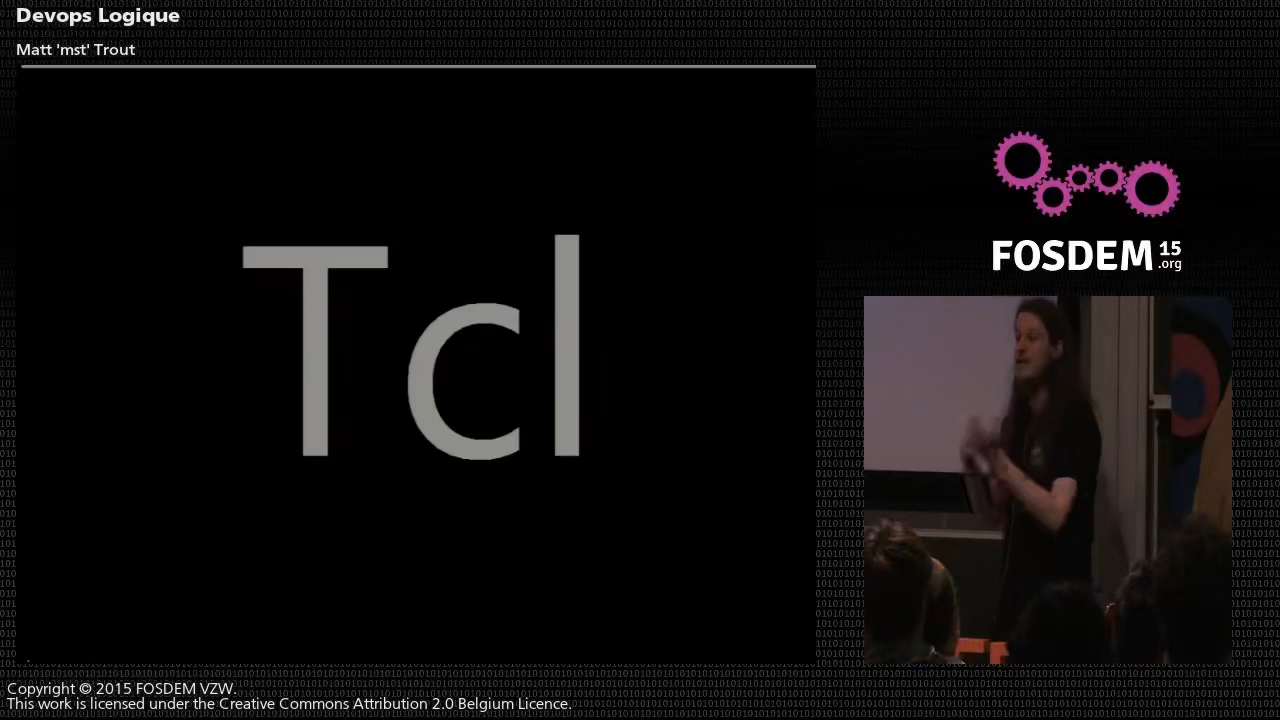 Devops Logique
Matt 'mst' Trout
Tcl
FOSDEM 15
.org
Copyright © 2015 FOSDEM VZW.
This work is licensed under the Creative Commons Attribution 2.0 Belgium Licence.